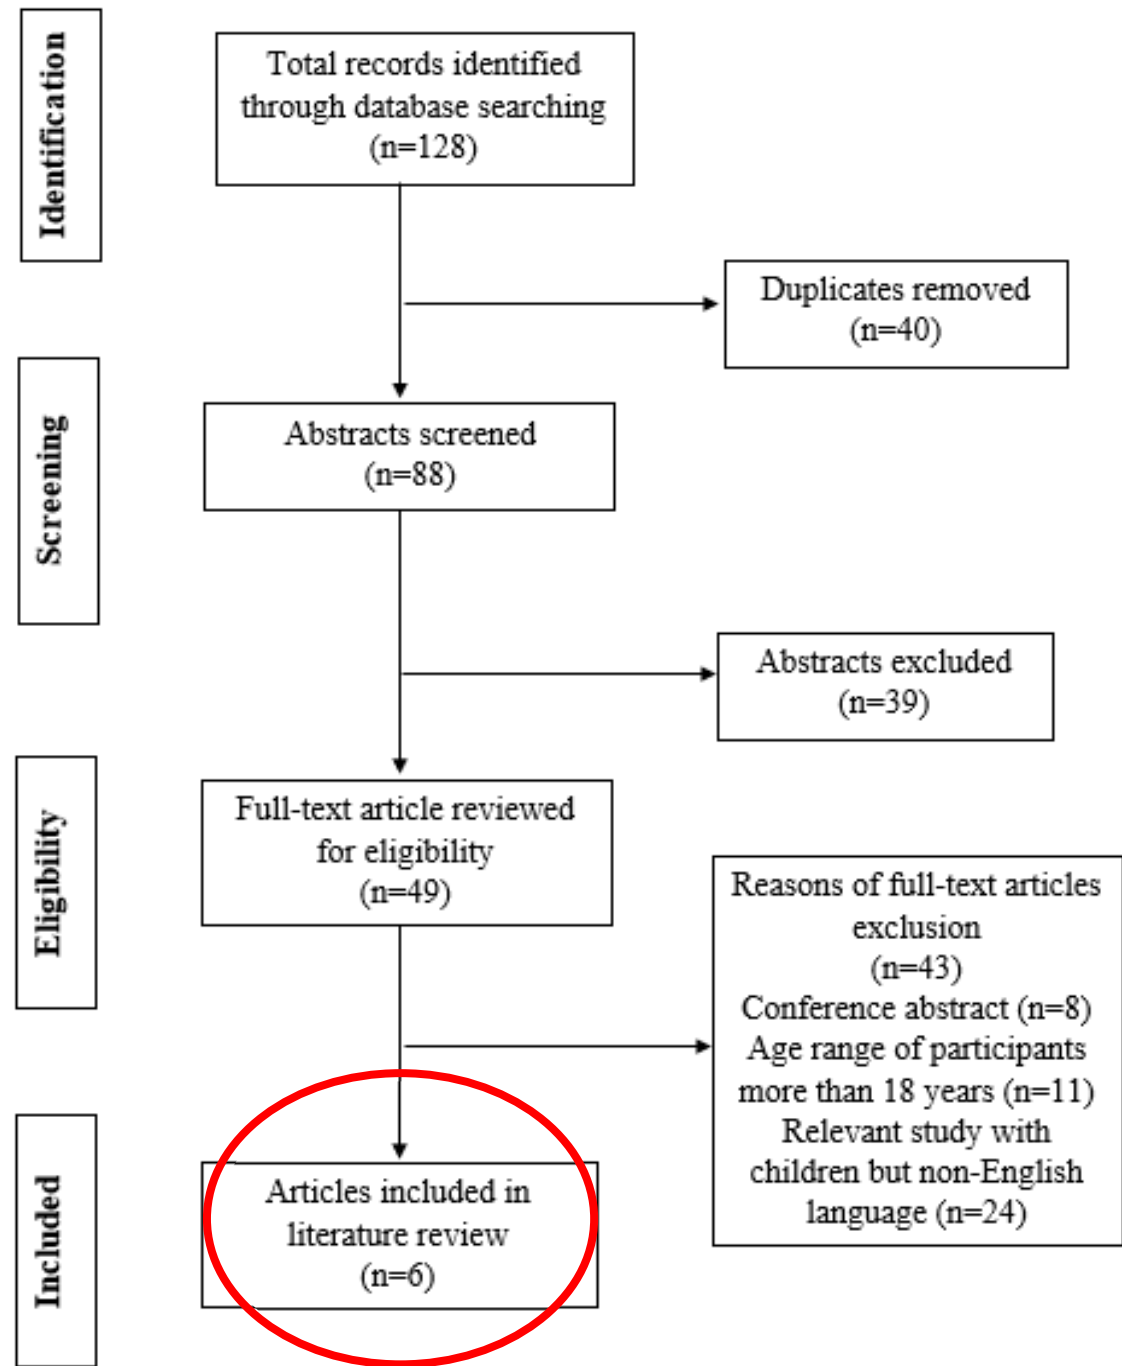 Identification
Total records identified
through database searching
(n=128)
Duplicates removed
(n=40)
Screening
Abstracts screened
(n=88)
Abstracts excluded
(n=39)
Eligibility
Full-text article reviewed
for eligibility
(n=49)
Reasons of full-text articles
exclusion
(n=43)
Conference abstract (n=8)
Age range of participants
more than 18 years (n=11)
Relevant study with
children but non-English
language (n=24)
Included
Articles included in
literature review
(n=6)